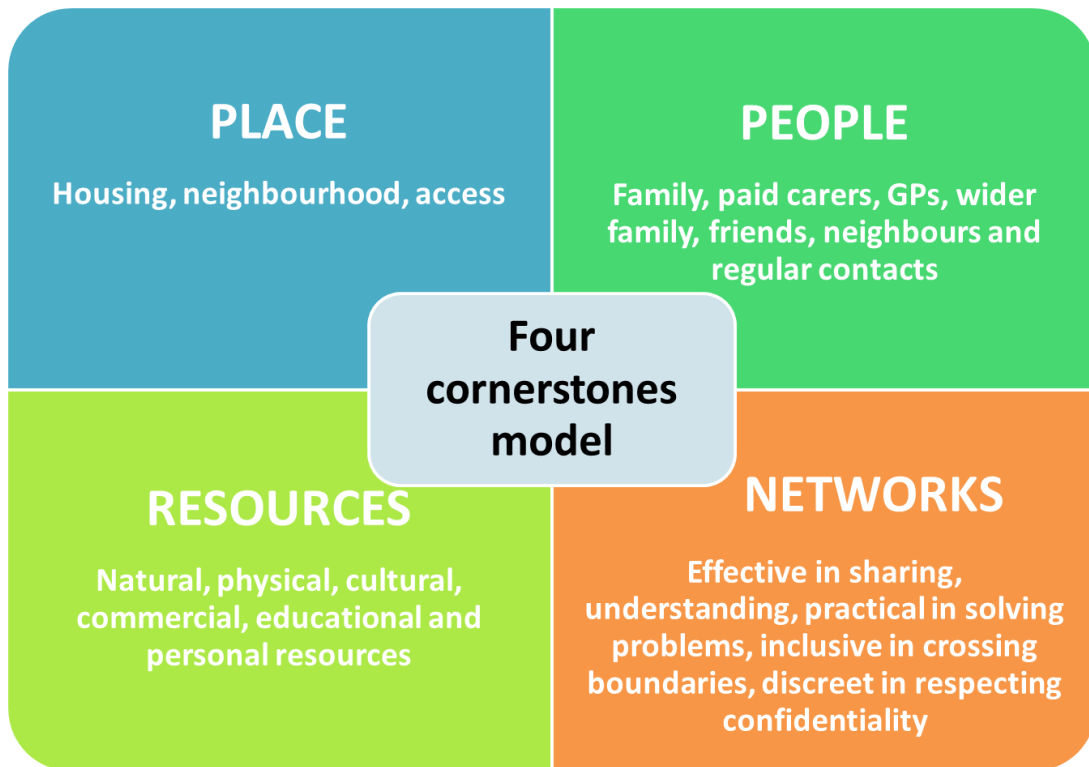 PLACE
Housing, neighbourhood, access
PEOPLE
Family, paid carers, GPs, wider
family, friends, neighbours and
regular contacts
Four
cornerstones
model
RESOURCES
Natural, physical, cultural,
commercial, educational and
personal resources
NETWORKS
Effective in sharing,
understanding, practical in solving
problems, inclusive in crossing
boundaries, discreet in respecting
confidentiality